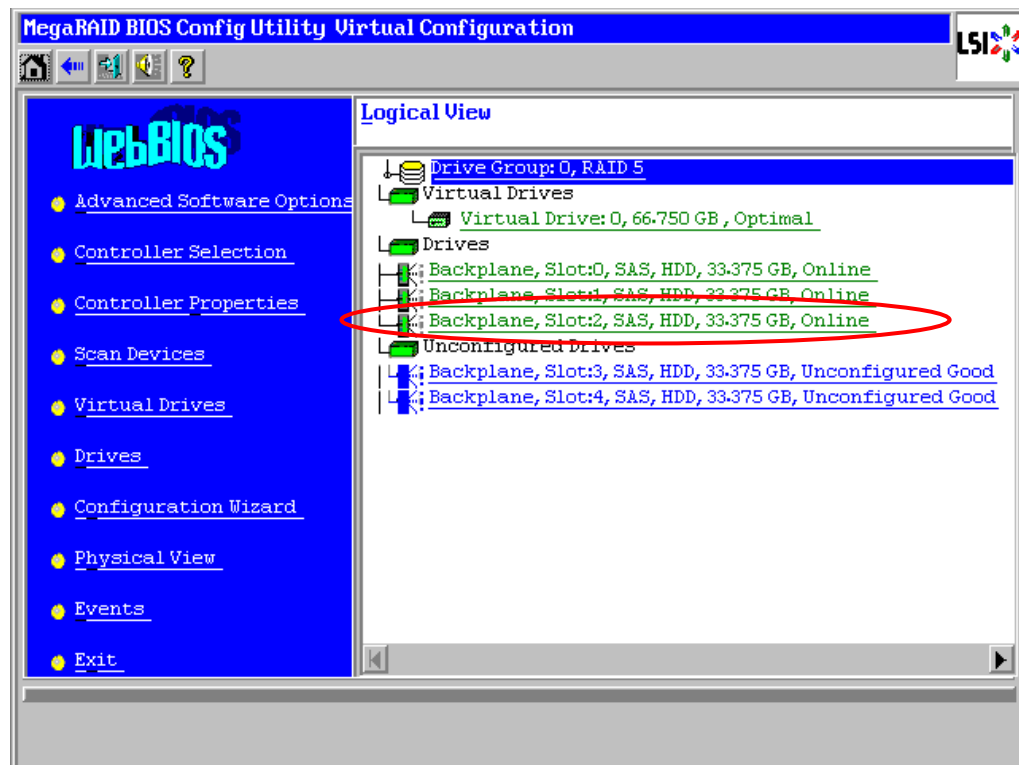 MegaRAID BIOS Config Utility Virtual Configuration
LSI
?
WebBIOS
Logical View
Advanced Software Options
Controller Selection
Controller Properties
Scan Devices
Virtual Drives
Drives
Configuration Wizard
Physical View
Events
Exit
Drive Group: 0, RAID 5
Virtual Drives
Virtual Drive: 0, 66.750 GB , Optimal
Drives
Backplane, Slot:0, SAS, HDD, 33.375 GB, Online
Backplane, Slot:1, SAS, HDD, 33.375 GB, Online
Backplane, Slot:2, SAS, HDD, 33.375 GB, Online
Unconfigured Drives
Backplane, Slot:3, SAS, HDD, 33.375 GB, Unconfigured Good
Backplane, Slot:4, SAS, HDD, 33.375 GB, Unconfigured Good